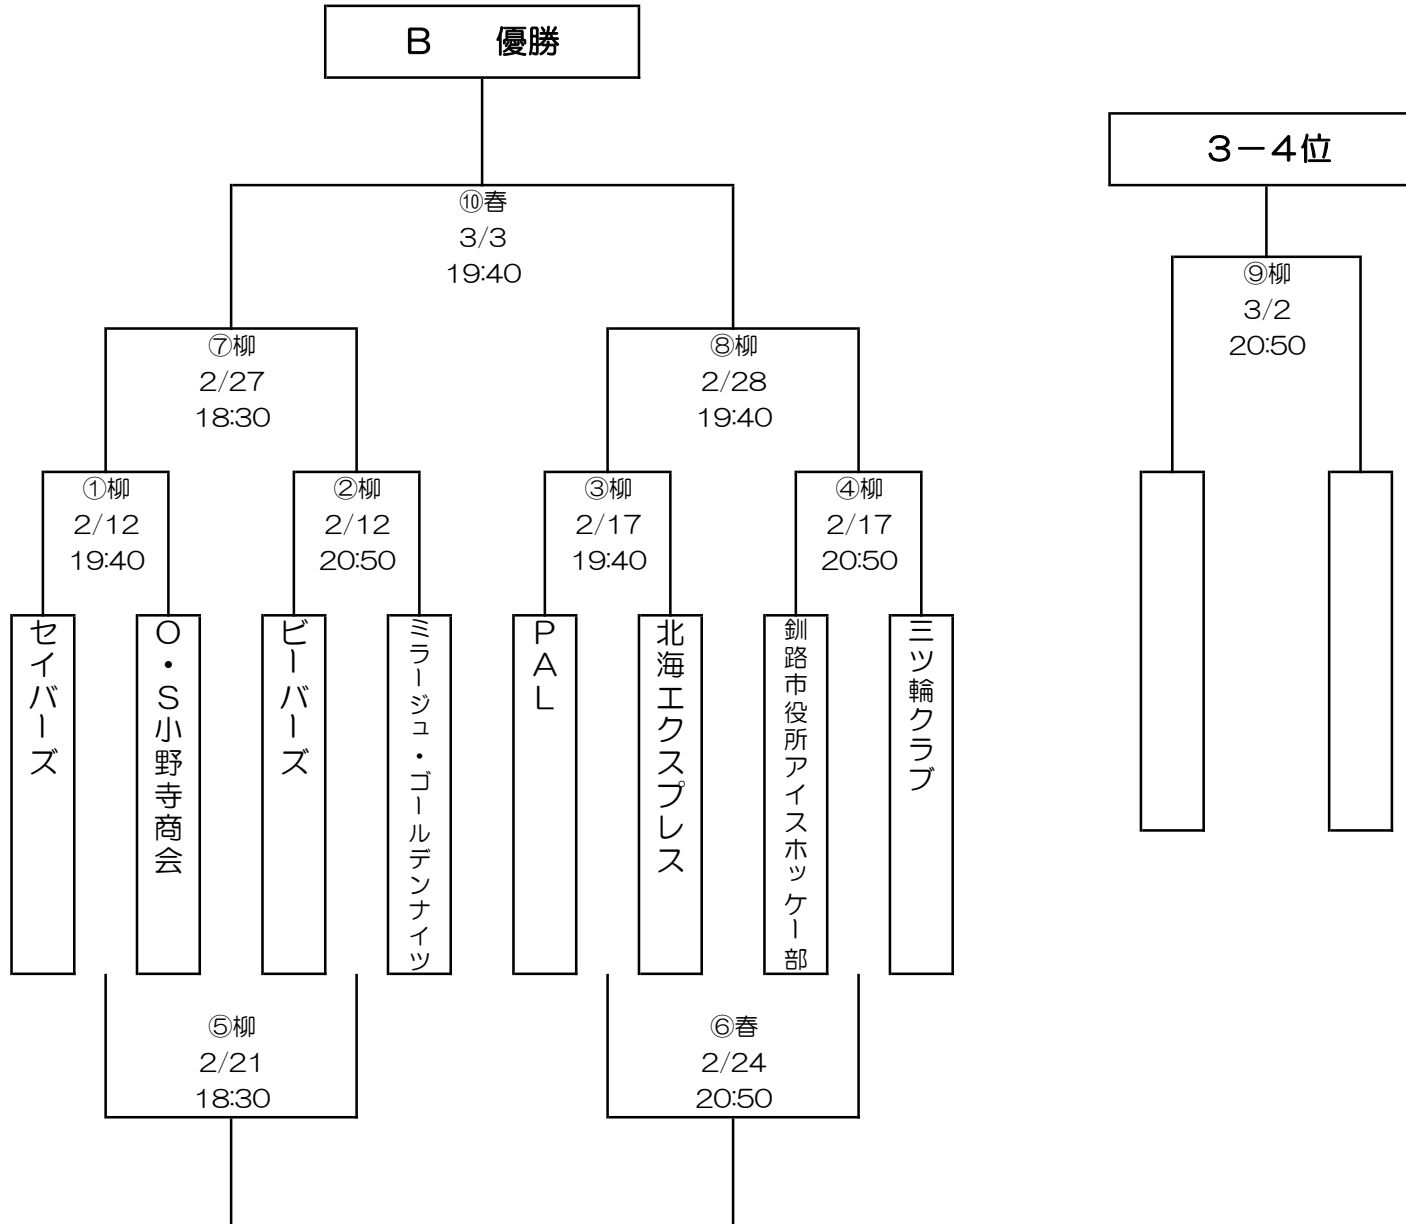 B　優勝
3－4位
⑩春
3/3
19:40
⑨柳
3/2
20:50
⑦柳
2/27
18:30
⑧柳
2/28
19:40
①柳
2/12
19:40
②柳
2/12
20:50
③柳
2/17
19:40
④柳
2/17
20:50
セイバーズ
O・S小野寺商会
ビーバーズ
ミラージュ・ゴールデンナイツ
PAL
北海エクスプレス
釧路市役所アイスホッケー部
三ツ輪クラブ
⑤柳
2/21
18:30
⑥春
2/24
20:50